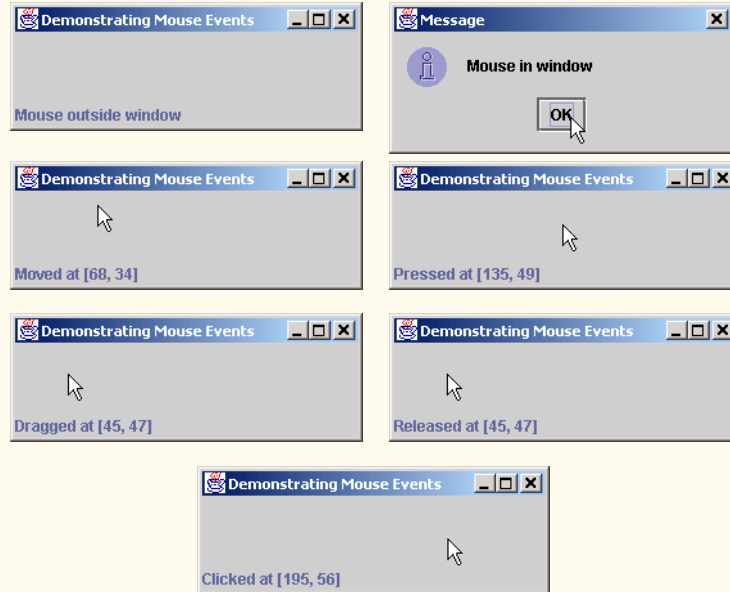 Demonstrating Mouse Events
Mouse outside window
Message
Mouse in window
OK
Demonstrating Mouse Events
Moved at [68, 34]
Demonstrating Mouse Events
Pressed at [135, 49]
Demonstrating Mouse Events
Dragged at [45, 47]
Demonstrating Mouse Events
Released at [45, 47]
Demonstrating Mouse Events
Clicked at [195, 56]